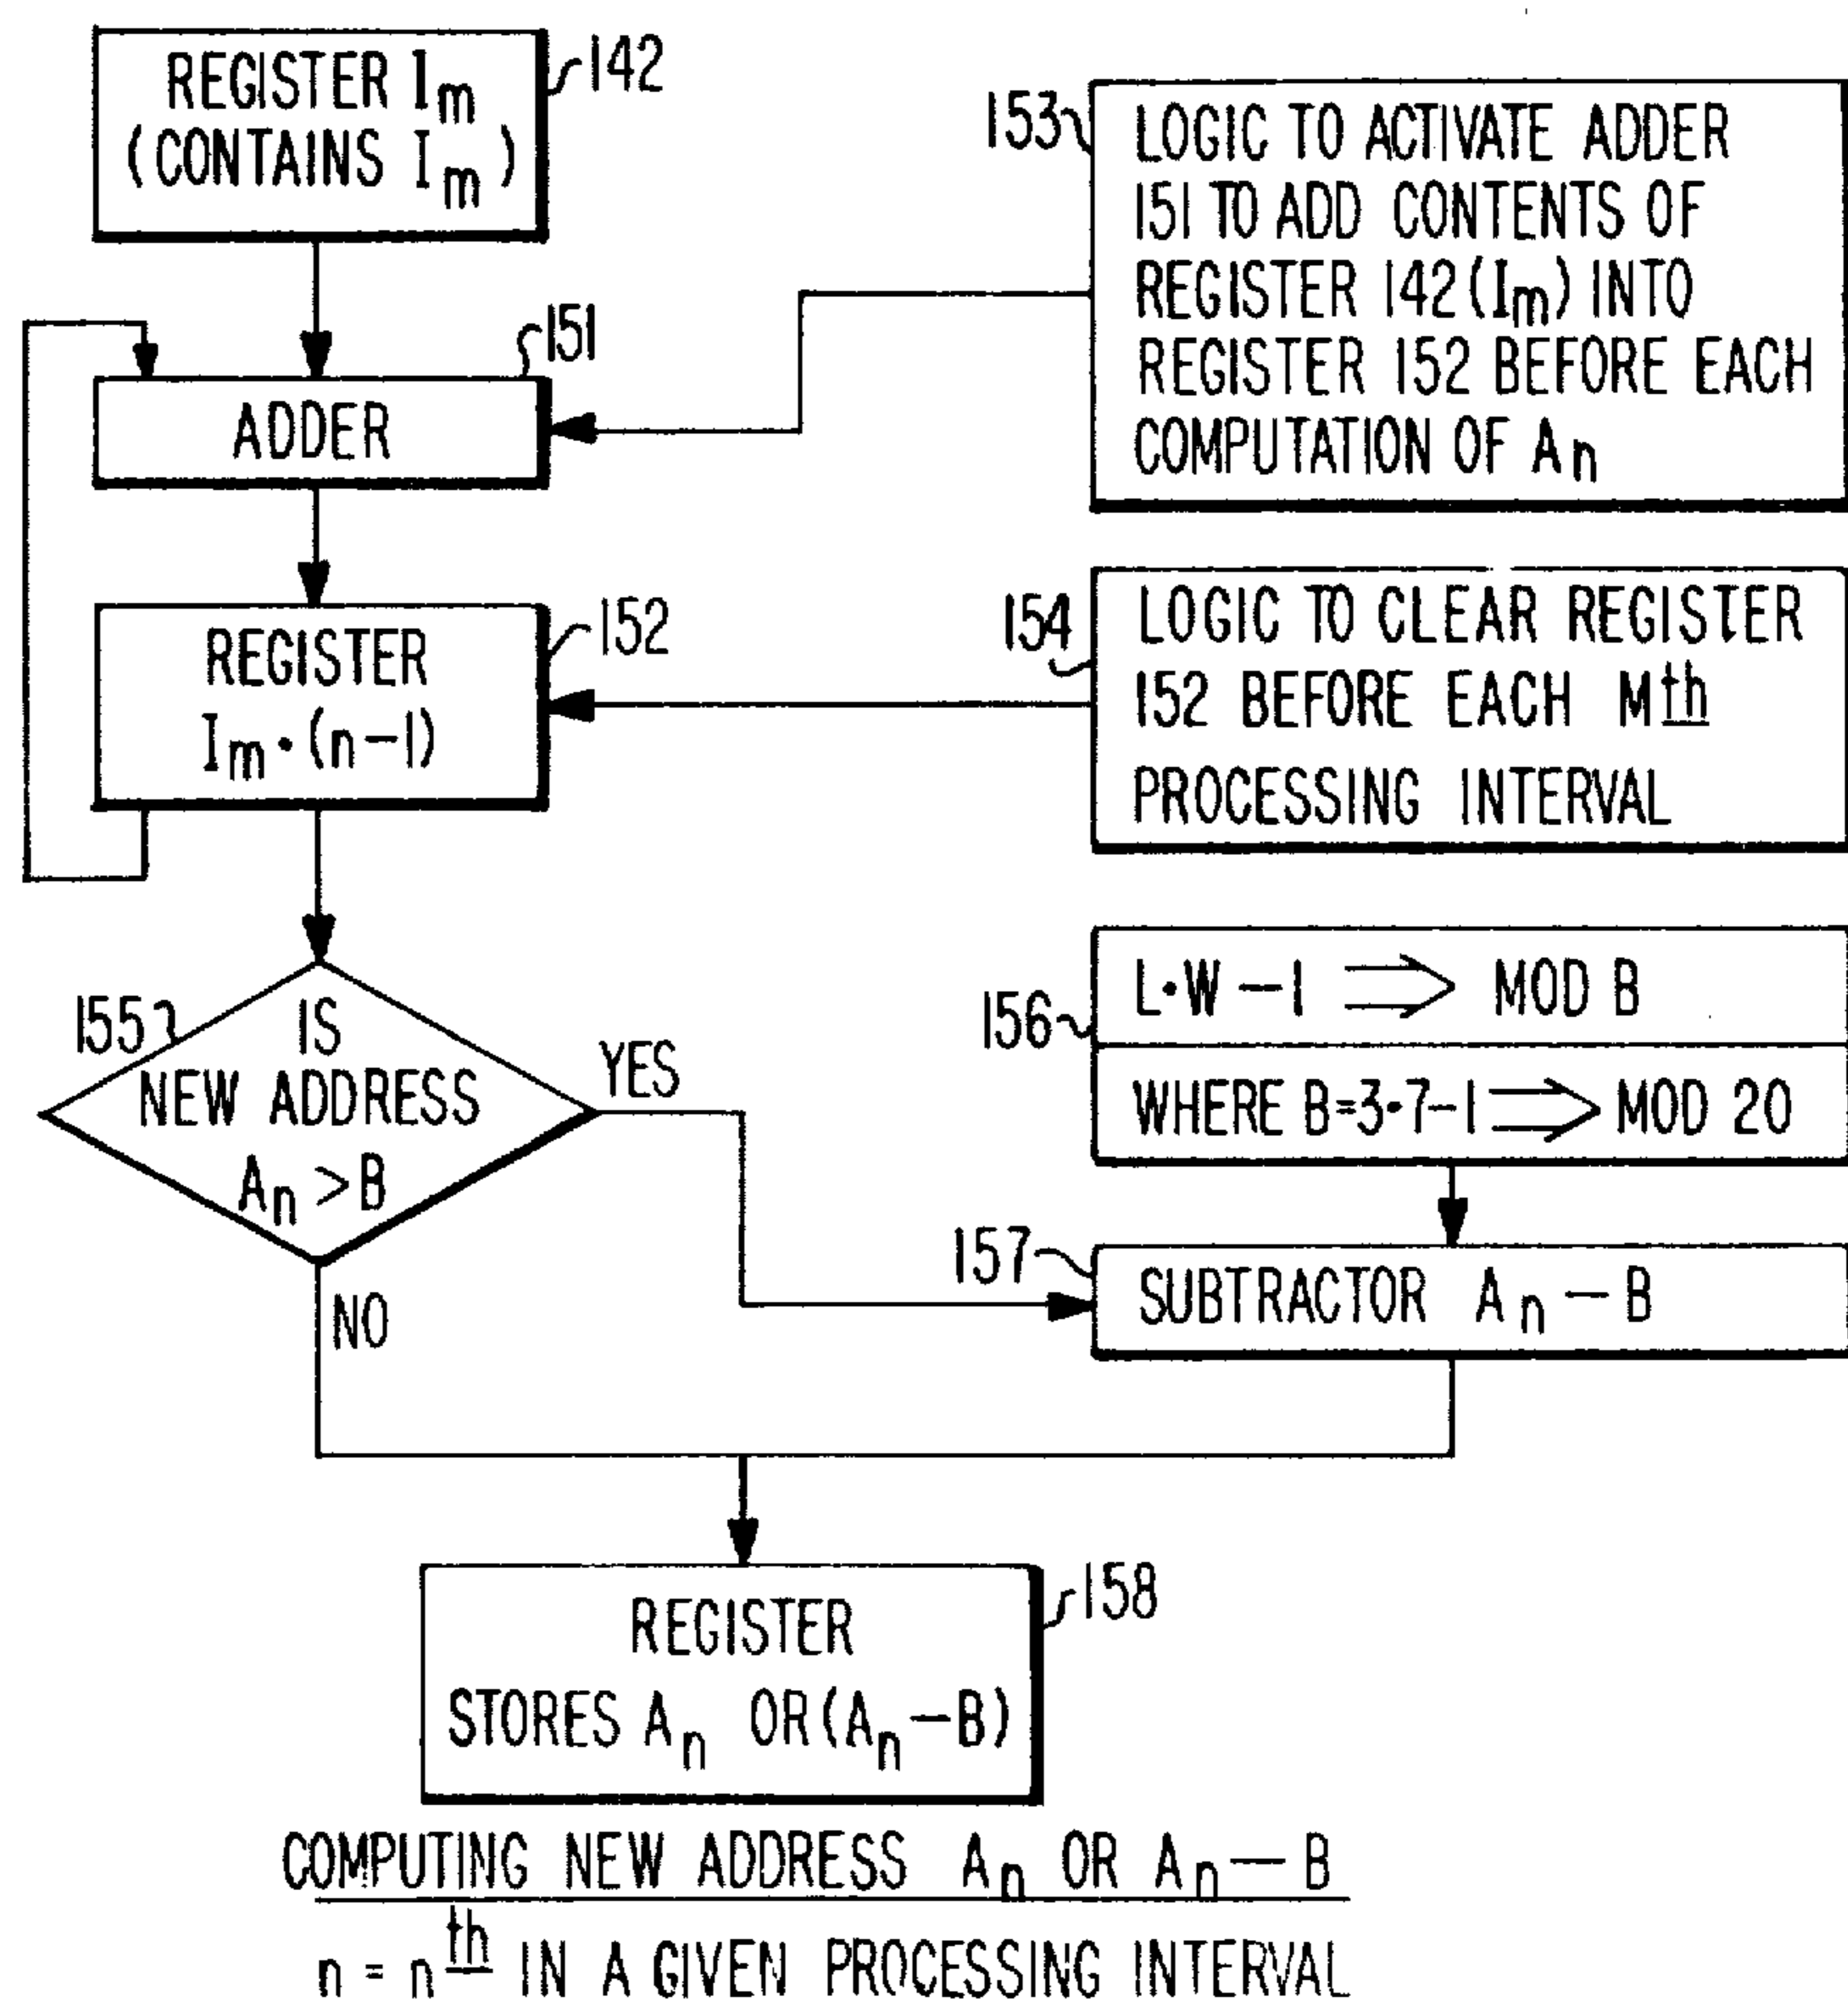 REGISTER Im
(CONTAINS Im)
142
153
LOGIC TO ACTIVATE ADDER
151 TO ADD CONTENTS OF
REGISTER 142 (Im) INTO
REGISTER 152 BEFORE EACH
COMPUTATION OF An
151
ADDER
152
REGISTER
Im•(n-1)
154
LOGIC TO CLEAR REGISTER
152 BEFORE EACH Mth
PROCESSING INTERVAL
155
IS
NEW ADDRESS
An >B
YES
NO
156
L•W-1 ⇒ MOD B
WHERE B=3•7-1 ⇒ MOD 20
157
SUBTRACTOR An-B
158
REGISTER
STORES An OR (An-B)
COMPUTING NEW ADDRESS An OR An-B
n = nth IN A GIVEN PROCESSING INTERVAL